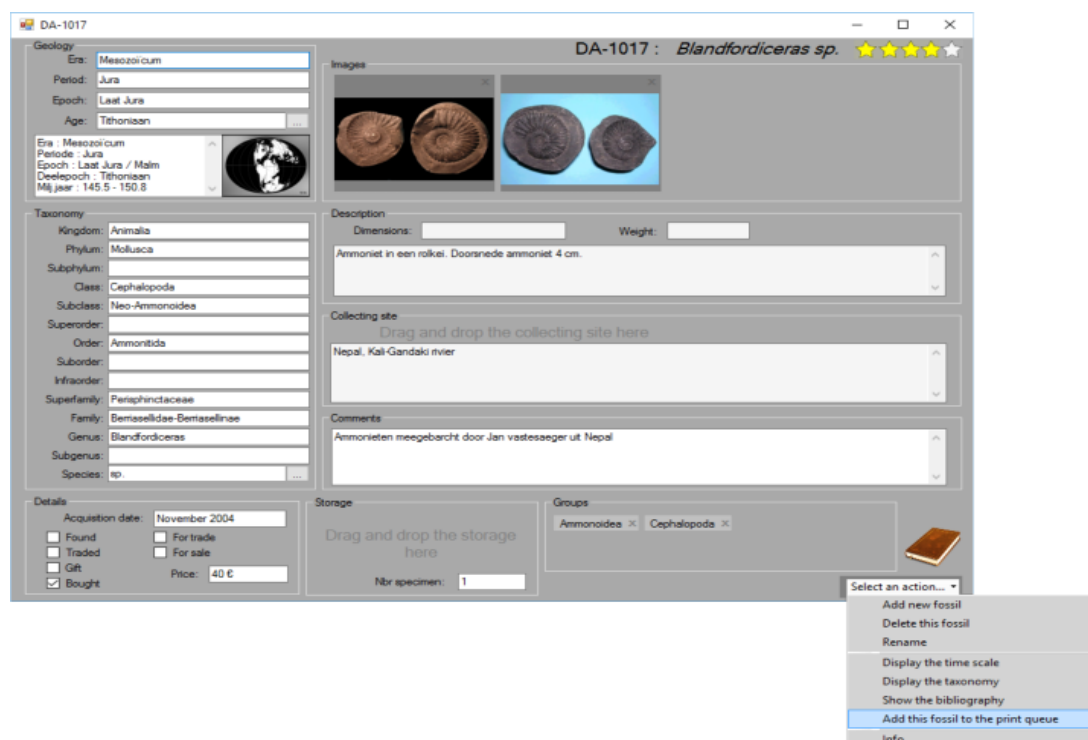 DA-1017
Geology
Era: Mesozoïcum
Period: Jura
Epoch: Laat Jura
Age: Tithoniaan ...
Era : Mesozoïcum
Periode : Jura
Epoch : Laat Jura / Malm
Deelepoch : Tithoniaan
Milj.jaar : 145.5 - 150.8
DA-1017 : Blandfordiceras sp.
Images
Taxonomy
Kingdom: Animalia
Phylum: Mollusca
Subphylum:
Class: Cephalopoda
Subclass: Neo-Ammonoidea
Superorder:
Order: Ammonitida
Suborder:
Infraorder:
Superfamily: Perisphinctaceae
Family: Berriasellidae-Berriasellinae
Genus: Blandfordiceras
Subgenus:
Species: sp. ...
Description
Dimensions: Weight:
Ammoniet in een rolkei. Doorsnede ammoniet 4 cm.
Collecting site
Drag and drop the collecting site here
Nepal, Kali-Gandaki rivier
Comments
Ammonieten meegebarcht door Jan vastesaeger uit Nepal
Details
Acquistion date: November 2004
Found For trade
Traded For sale
Gift
Bought Price: 40 €
Storage
Drag and drop the storage
here
Nbr specimen: 1
Groups
Ammonoidea × Cephalopoda ×
Select an action...
Add new fossil
Delete this fossil
Rename
Display the time scale
Display the taxonomy
Show the bibliography
Add this fossil to the print queue
Info